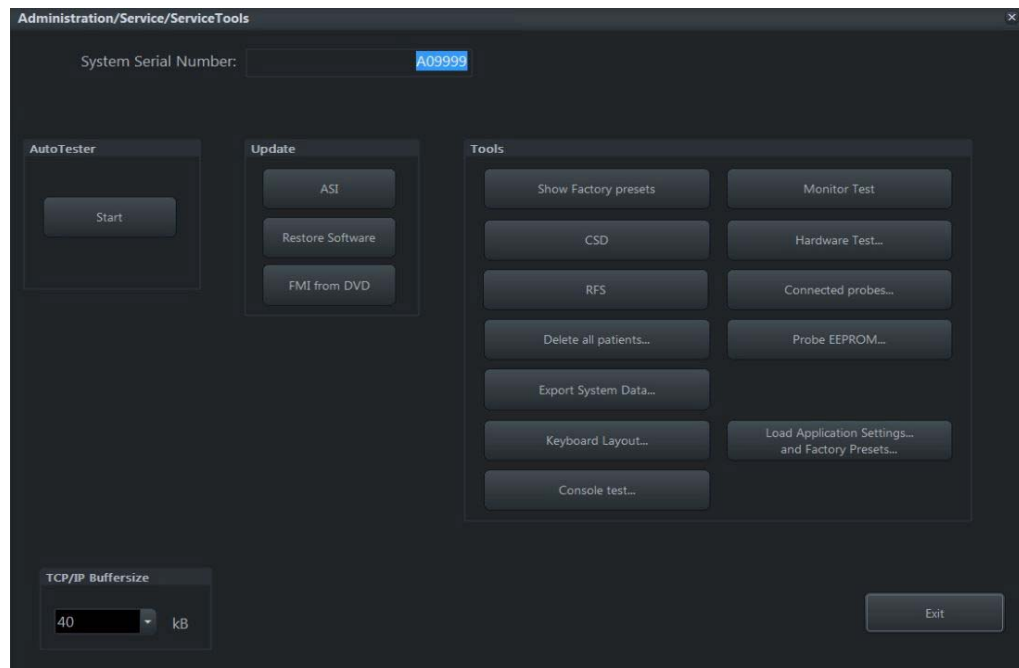 Administration/Service/ServiceTools
System Serial Number: A09999
AutoTester
Start
Update
ASI
Restore Software
FMI from DVD
Tools
Show Factory presets
Monitor Test
CSD
Hardware Test...
RFS
Connected probes...
Delete all patients...
Probe EEPROM...
Export System Data...
Keyboard Layout...
Load Application Settings...
and Factory Presets...
Console test...
TCP/IP Buffersize
40 kB
Exit